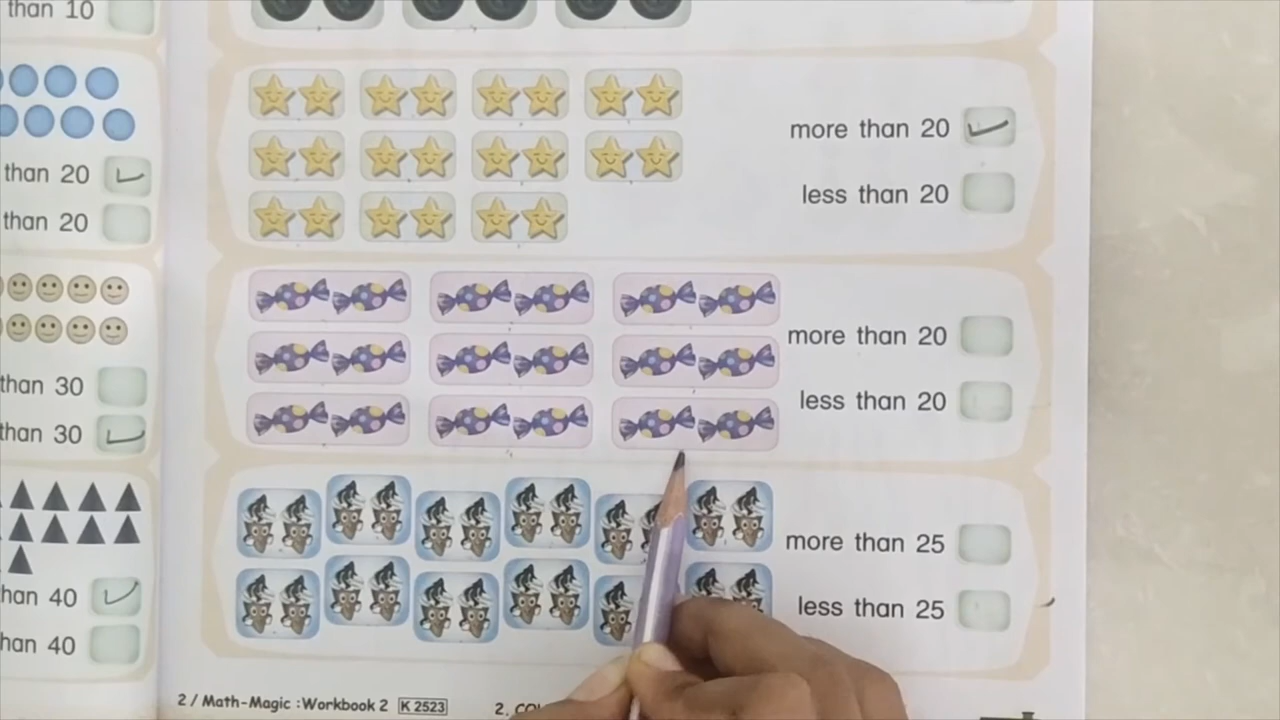 than 10
than 20
than 20
than 30
than 30
han 40
han 40
more than 20
less than 20
more than 20
less than 20
more than 25
less than 25
2 / Math-Magic :Workbook 2 K 2523
2.